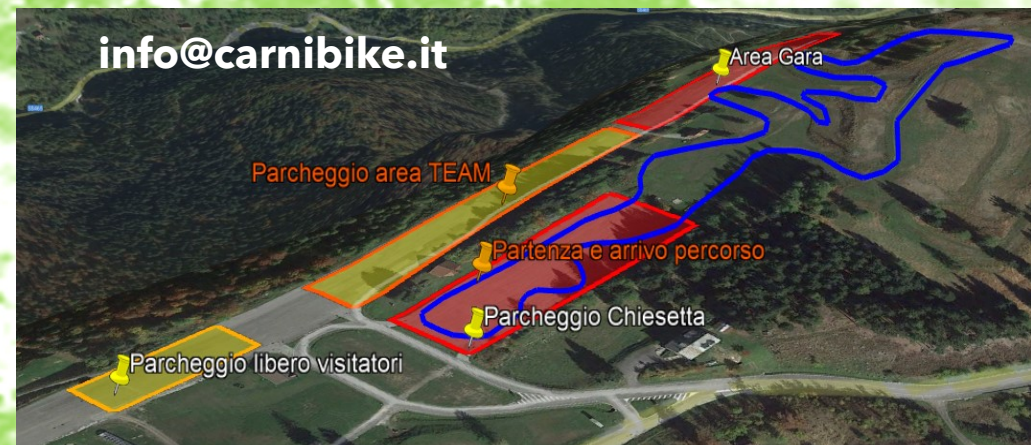 info@carnibike.it
Area Gara
Parcheggio area TEAM
Partenza e arrivo percorso
Parcheggio Chiesetta
Parcheggio libero visitatori